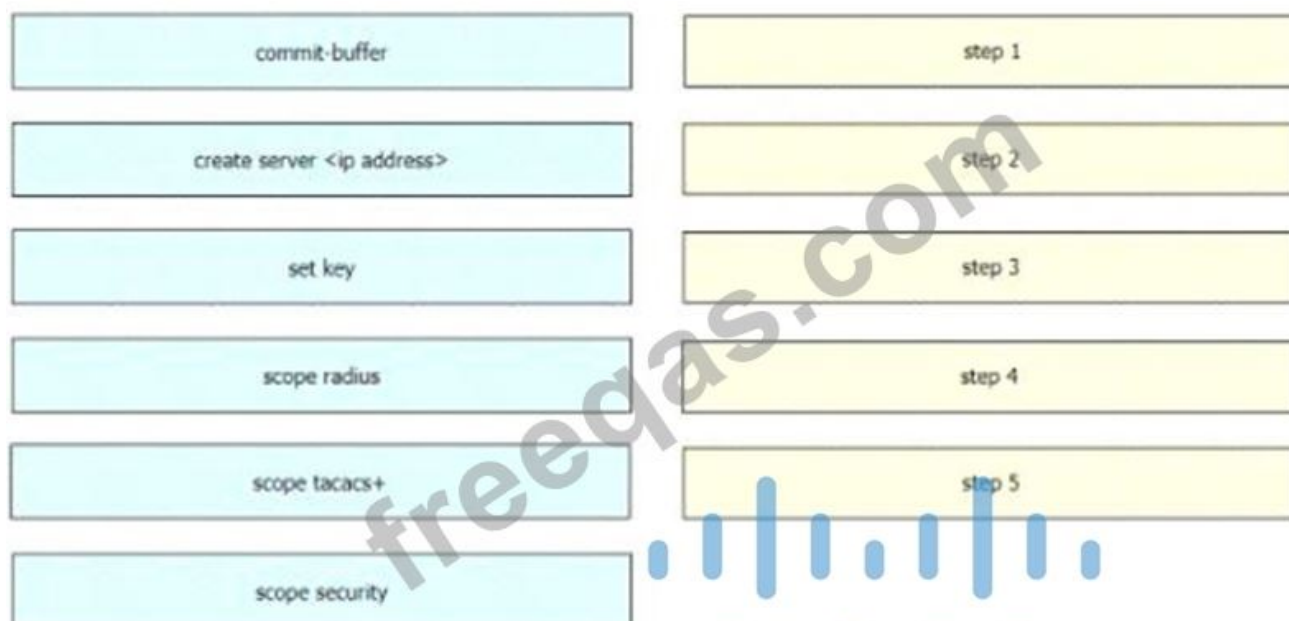 commit-buffer
step 1
create server <ip address>
step 2
set key
step 3
scope radius
step 4
scope tacacs+
step 5
scope security
freeqas.com